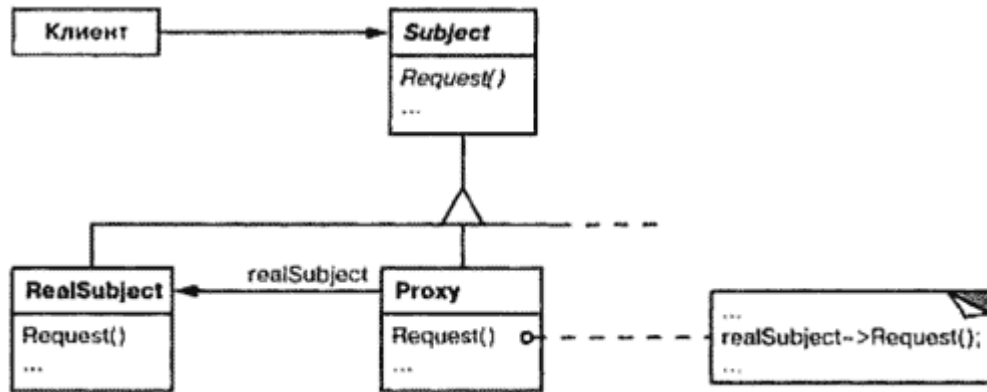 Клиент
Subject
Request()
...
realSubject
RealSubject
Request()
...
Proxy
Request()
...
...
realSubject->Request();
...